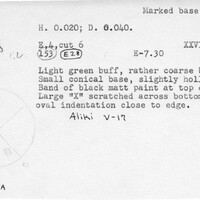 Marked base
H. 0.020; D. 0.040.
E,4,cut 6 XXVI
153 E28 E-7.30
Light green buff, rather coarse
Small conical base, slightly holl
Band of black matt paint at top
Large "X" scratched across bottom
oval indentation close to edge.
Aliki V-17
A